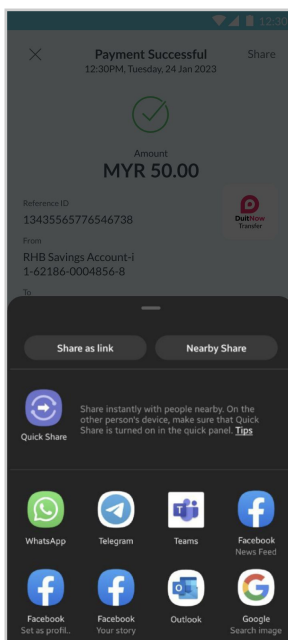 12:30
Payment Successful
Share
12:30PM, Tuesday, 24 Jan 2023
Amount
MYR 50.00
Reference ID
13435565776546738
DuitNow
Transfer
From
RHB Savings Account-i
1-62186-0004856-8
To
Share as link
Nearby Share
Quick Share
Share instantly with people nearby. On the
other person's device, make sure that Quick
Share is turned on in the quick panel. Tips
WhatsApp
Telegram
Teams
Facebook
News Feed
Facebook
Set as profil..
Facebook
Your story
Outlook
Google
Search image